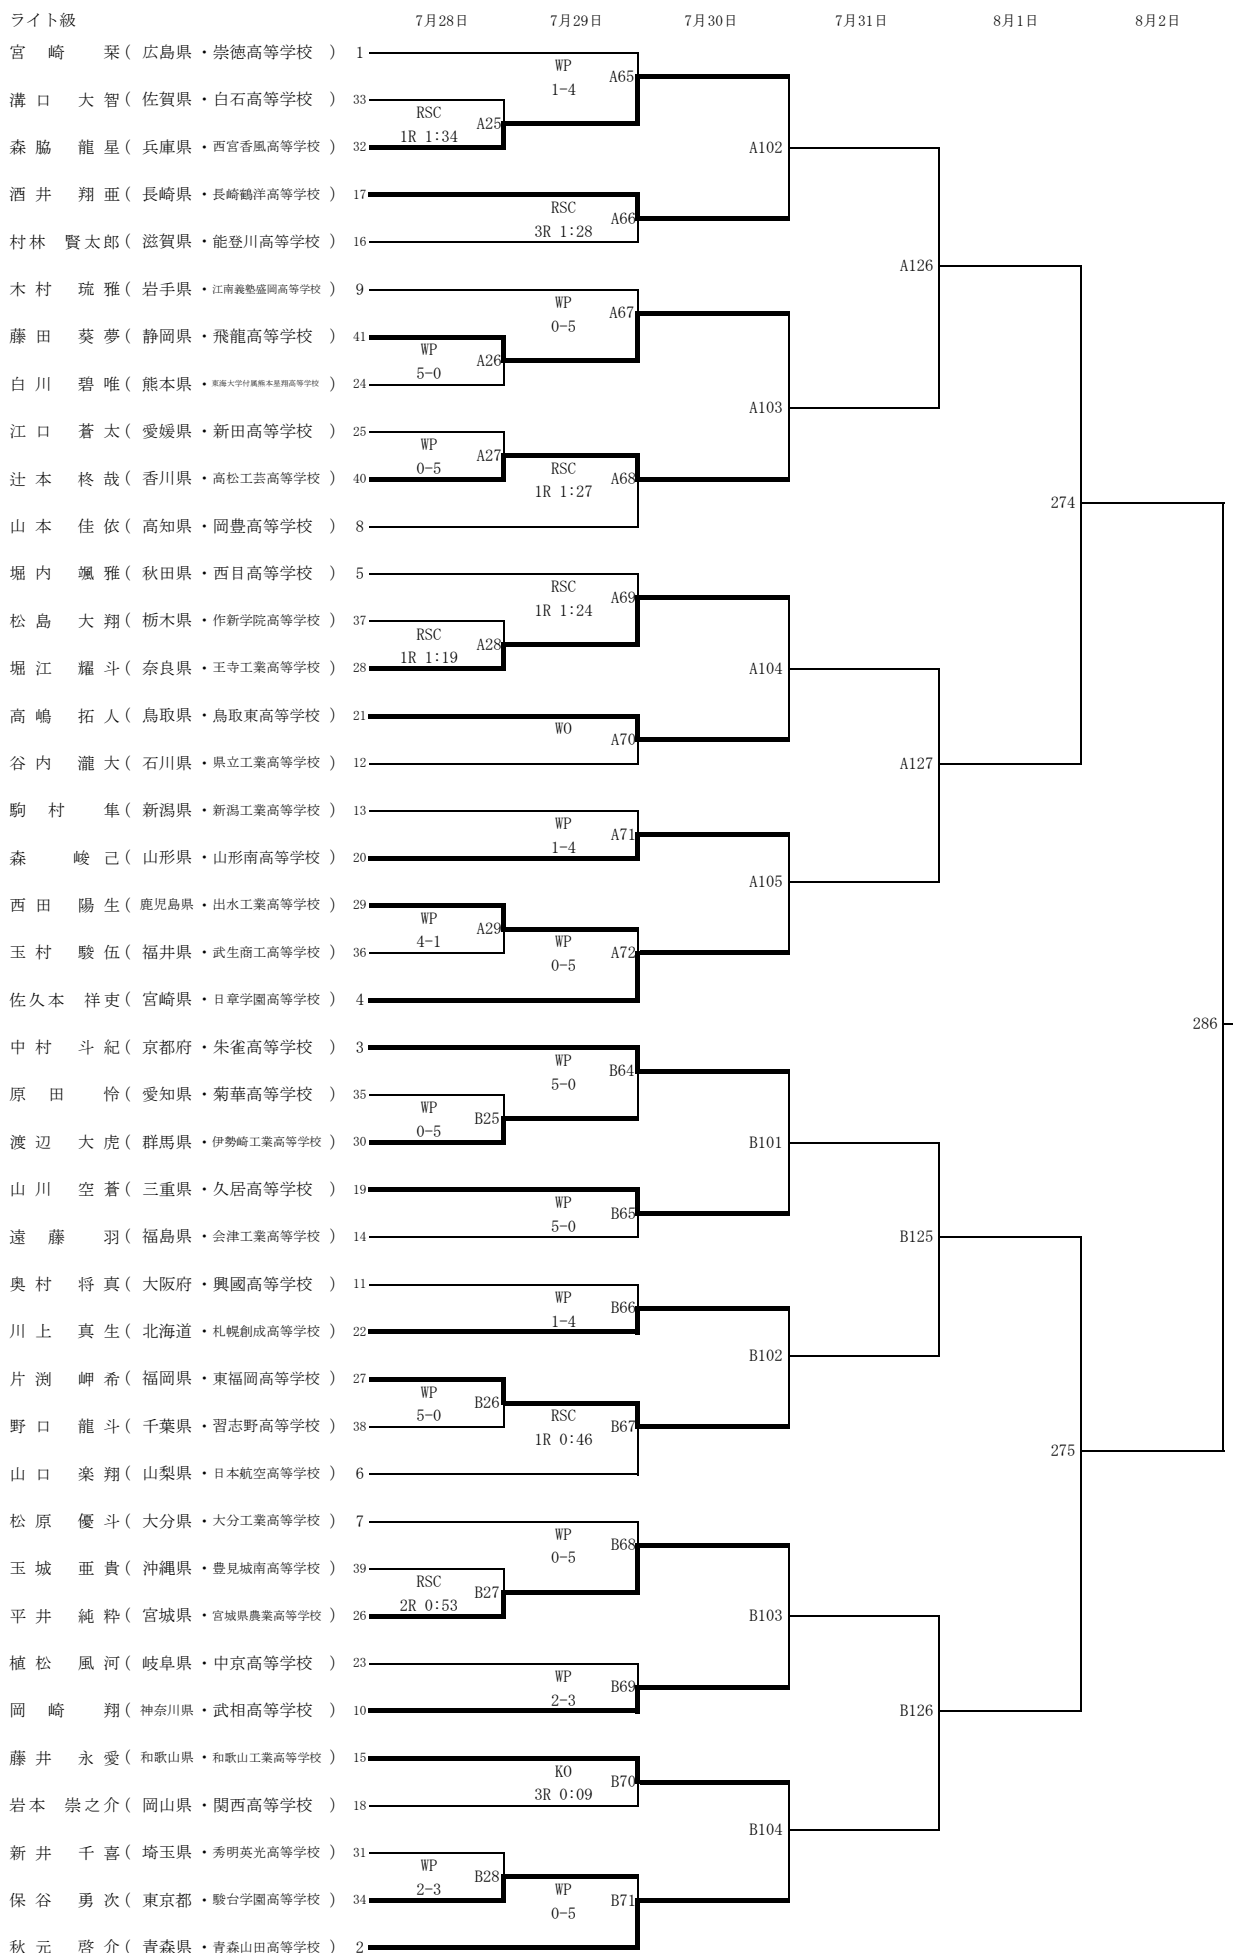 ライト級 7月28日 7月29日 7月30日 7月31日 8月1日 8月2日
宮崎 栞 ( 広島県 ・崇徳高等学校 ) 1
WP
A65
1-4
溝口 大智 ( 佐賀県 ・白石高等学校 ) 33
RSC
A25
1R 1:34
森脇 龍星 ( 兵庫県 ・西宮香風高等学校 ) 32
A102
酒井 翔亜 ( 長崎県 ・長崎鶴洋高等学校 ) 17
RSC
A66
3R 1:28
村林 賢太郎 ( 滋賀県 ・能登川高等学校 ) 16
A126
木村 琉雅 ( 岩手県 ・江南義塾盛岡高等学校 ) 9
WP
A67
0-5
藤田 葵夢 ( 静岡県 ・飛龍高等学校 ) 41
WP
A26
5-0
白川 碧唯 ( 熊本県 ・東海大学付属熊本星翔高等学校 ) 24
A103
江口 蒼太 ( 愛媛県 ・新田高等学校 ) 25
WP
A27
0-5
RSC
A68
1R 1:27
辻本 柊哉 ( 香川県 ・高松工芸高等学校 ) 40
274
山本 佳依 ( 高知県 ・岡豊高等学校 ) 8
堀内 颯雅 ( 秋田県 ・西目高等学校 ) 5
RSC
A69
1R 1:24
松島 大翔 ( 栃木県 ・作新学院高等学校 ) 37
RSC
A28
1R 1:19
堀江 耀斗 ( 奈良県 ・王寺工業高等学校 ) 28
A104
高嶋 拓人 ( 鳥取県 ・鳥取東高等学校 ) 21
WO
A70
谷内 瀧大 ( 石川県 ・県立工業高等学校 ) 12
A127
駒村 隼 ( 新潟県 ・新潟工業高等学校 ) 13
WP
A71
1-4
森 峻己 ( 山形県 ・山形南高等学校 ) 20
A105
西田 陽生 ( 鹿児島県 ・出水工業高等学校 ) 29
WP
A29
4-1
WP
A72
0-5
玉村 駿伍 ( 福井県 ・武生商工高等学校 ) 36
佐久本 祥吏 ( 宮崎県 ・日章学園高等学校 ) 4
286
中村 斗紀 ( 京都府 ・朱雀高等学校 ) 3
WP
B64
5-0
原田 怜 ( 愛知県 ・菊華高等学校 ) 35
WP
B25
0-5
渡辺 大虎 ( 群馬県 ・伊勢崎工業高等学校 ) 30
B101
山川 空蒼 ( 三重県 ・久居高等学校 ) 19
WP
B65
5-0
遠藤 羽 ( 福島県 ・会津工業高等学校 ) 14
B125
奥村 将真 ( 大阪府 ・興國高等学校 ) 11
WP
B66
1-4
川上 真生 ( 北海道 ・札幌創成高等学校 ) 22
B102
片渕 岬希 ( 福岡県 ・東福岡高等学校 ) 27
WP
B26
5-0
RSC
B67
1R 0:46
野口 龍斗 ( 千葉県 ・習志野高等学校 ) 38
275
山口 楽翔 ( 山梨県 ・日本航空高等学校 ) 6
松原 優斗 ( 大分県 ・大分工業高等学校 ) 7
WP
B68
0-5
玉城 亜貴 ( 沖縄県 ・豊見城南高等学校 ) 39
RSC
B27
2R 0:53
平井 純粋 ( 宮城県 ・宮城県農業高等学校 ) 26
B103
植松 風河 ( 岐阜県 ・中京高等学校 ) 23
WP
B69
2-3
岡崎 翔 ( 神奈川県 ・武相高等学校 ) 10
B126
藤井 永愛 ( 和歌山県 ・和歌山工業高等学校 ) 15
KO
B70
3R 0:09
岩本 崇之介 ( 岡山県 ・関西高等学校 ) 18
B104
新井 千喜 ( 埼玉県 ・秀明英光高等学校 ) 31
WP
B28
2-3
WP
B71
0-5
保谷 勇次 ( 東京都 ・駿台学園高等学校 ) 34
秋元 啓介 ( 青森県 ・青森山田高等学校 ) 2